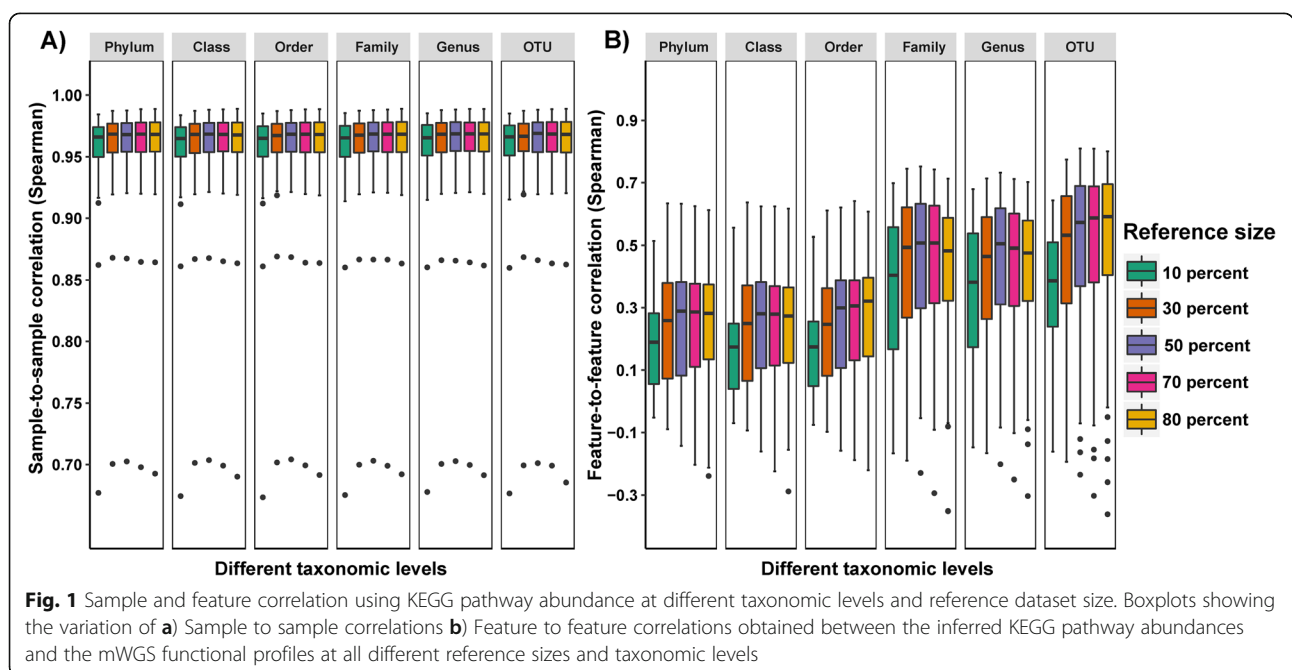 A)
Phylum Class Order Family Genus OTU
Sample-to-sample correlation (Spearman)
1.00
0.95
0.90
0.85
0.80
0.75
0.70
Different taxonomic levels
B)
Phylum Class Order Family Genus OTU
Feature-to-feature correlation (Spearman)
0.9
0.7
0.5
0.3
0.1
−0.1
−0.3
Different taxonomic levels
Reference size
10 percent
30 percent
50 percent
70 percent
80 percent
Fig. 1 Sample and feature correlation using KEGG pathway abundance at different taxonomic levels and reference dataset size. Boxplots showing
the variation of a) Sample to sample correlations b) Feature to feature correlations obtained between the inferred KEGG pathway abundances
and the mWGS functional profiles at all different reference sizes and taxonomic levels